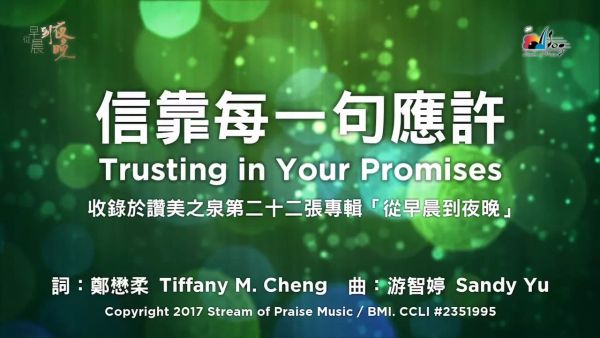 從早晨到夜晚
信靠每一句應許
Trusting in Your Promises
收錄於讚美之泉第二十二張專輯「從早晨到夜晚」
詞：鄭懋柔 Tiffany M. Cheng 曲：游智婷 Sandy Yu
Copyright 2017 Stream of Praise Music / BMI. CCLI #2351995